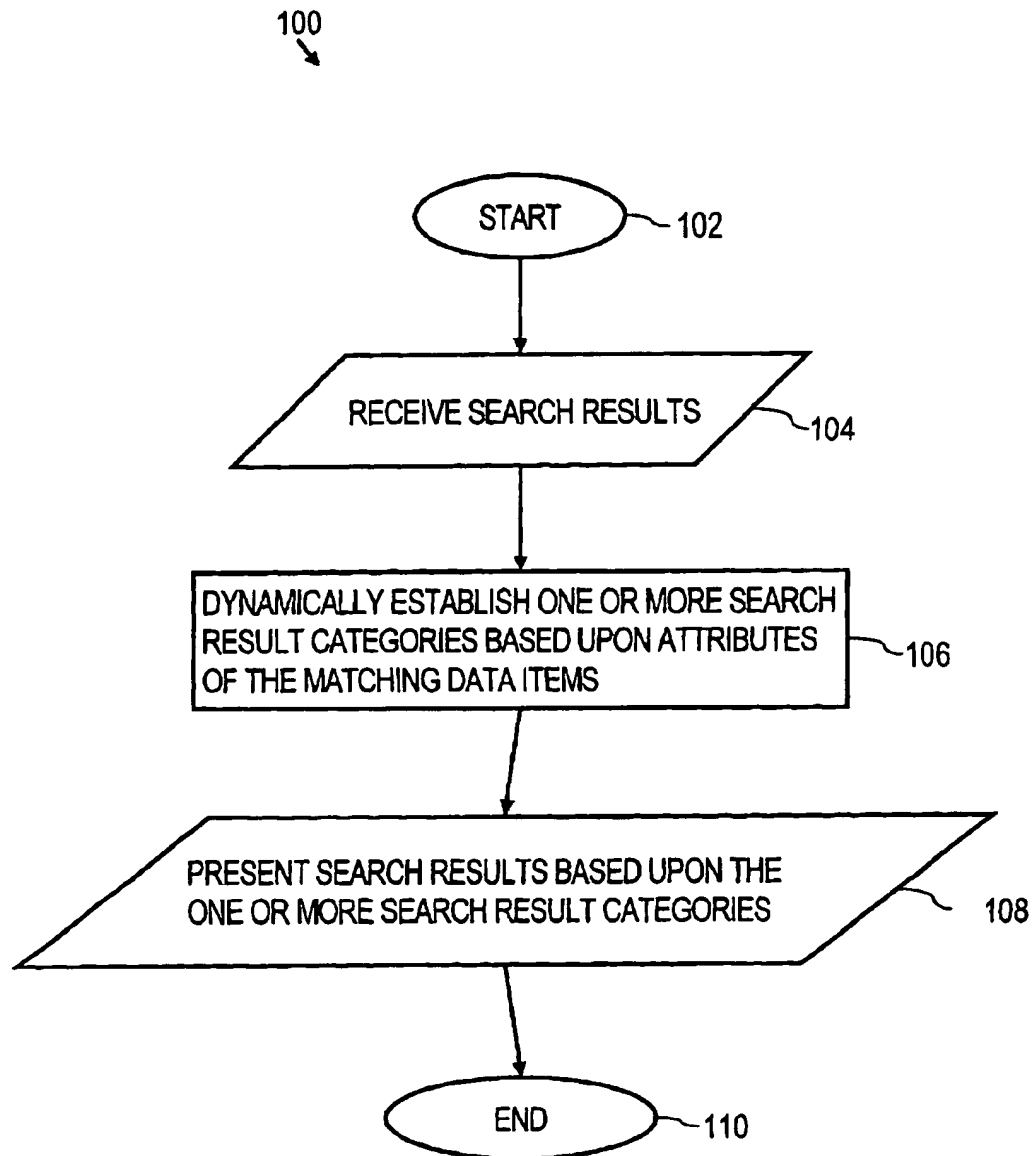 100
START
102
RECEIVE SEARCH RESULTS
104
DYNAMICALLY ESTABLISH ONE OR MORE SEARCH
RESULT CATEGORIES BASED UPON ATTRIBUTES
OF THE MATCHING DATA ITEMS
106
PRESENT SEARCH RESULTS BASED UPON THE
ONE OR MORE SEARCH RESULT CATEGORIES
108
END
110